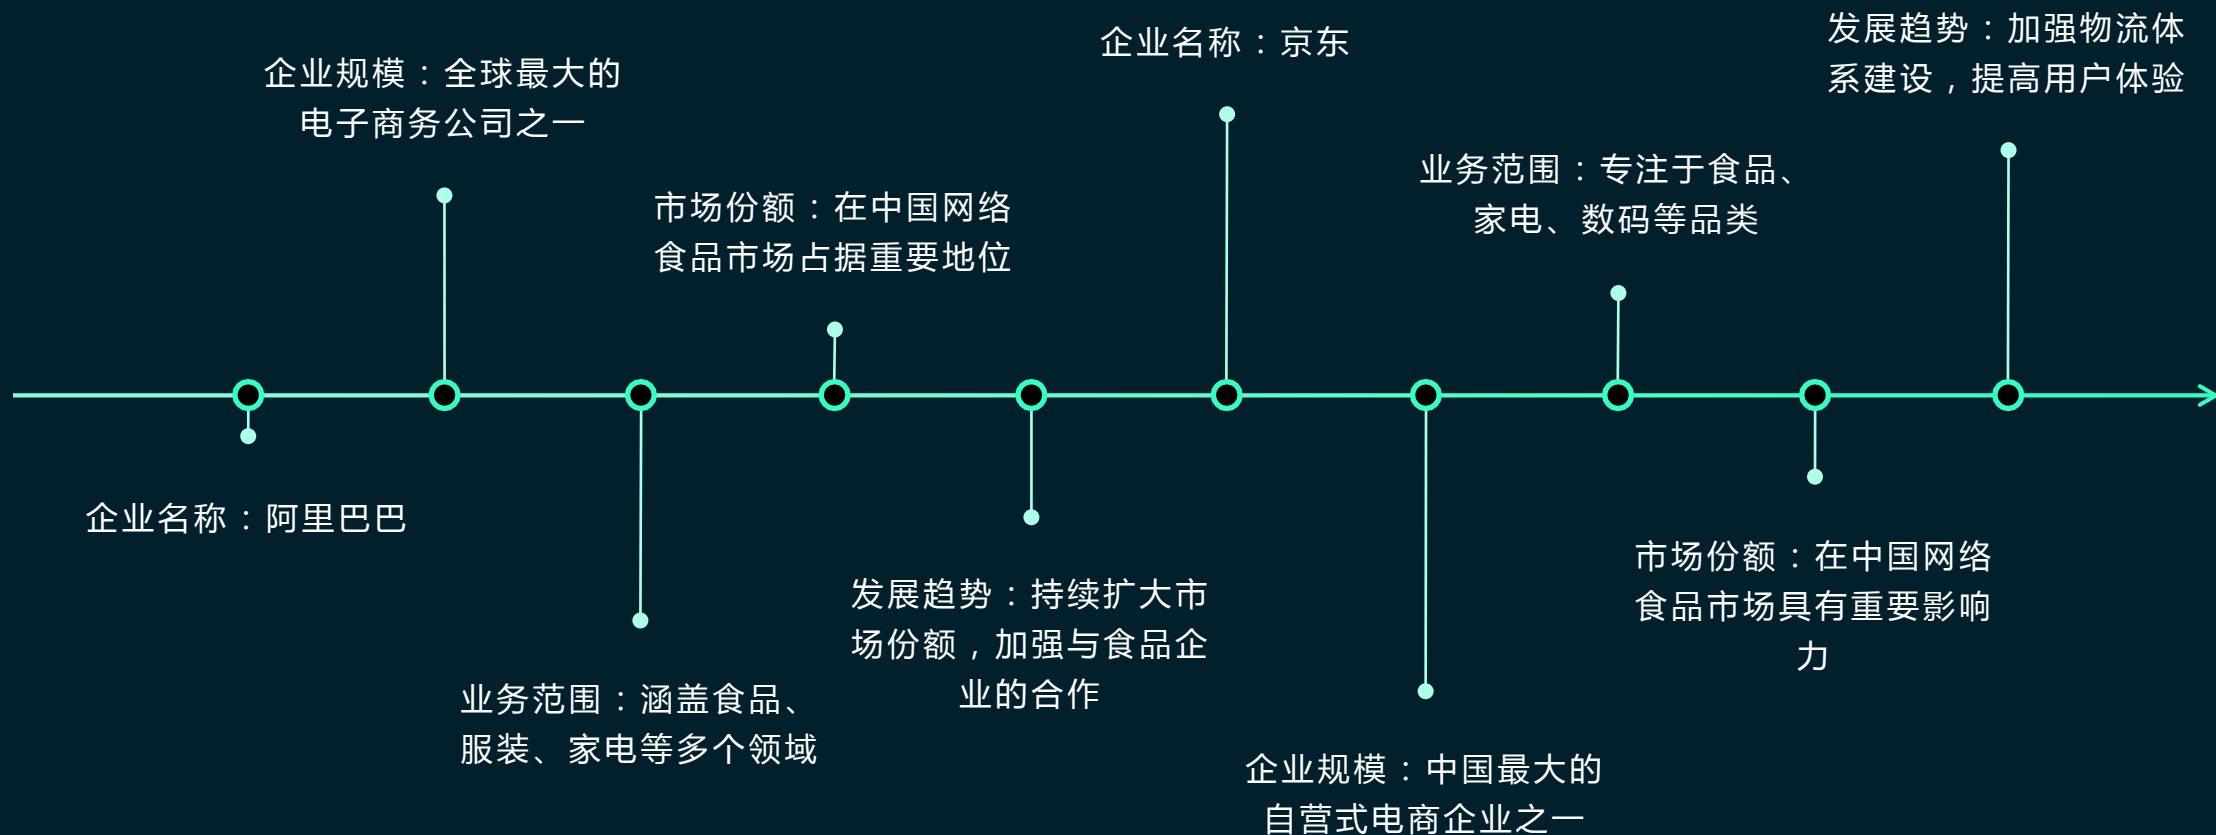 企业名称：阿里巴巴
企业规模：全球最大的
电子商务公司之一
业务范围：涵盖食品、
服装、家电等多个领域
市场份额：在中国网络
食品市场占据重要地位
发展趋势：持续扩大市
场份额，加强与食品企
业的合作
企业名称：京东
企业规模：中国最大的
自营式电商企业之一
业务范围：专注于食品、
家电、数码等品类
市场份额：在中国网络
食品市场具有重要影响
力
发展趋势：加强物流体
系建设，提高用户体验